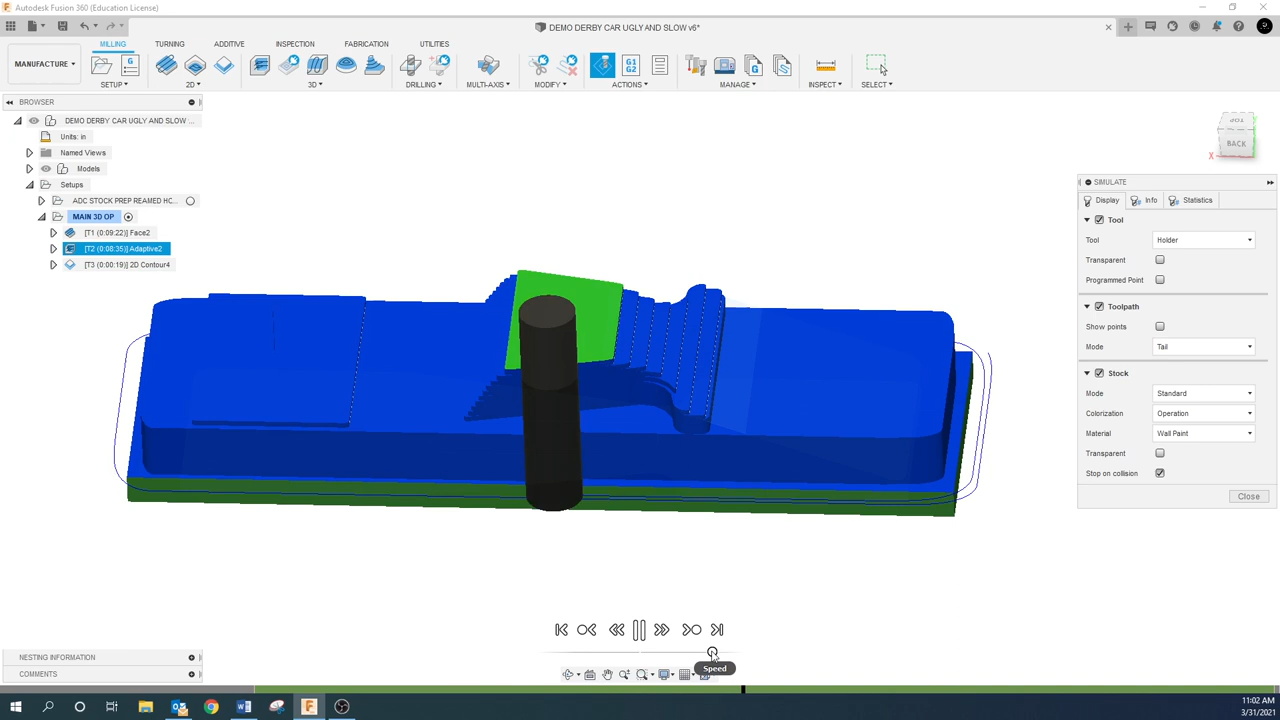 Autodesk Fusion 360 (Education License)
DEMO DERBY CAR UGLY AND SLOW v6*
MILLING TURNING ADDITIVE INSPECTION FABRICATION UTILITIES
MANUFACTURE
G1
G2
SETUP 2D 3D DRILLING MULTI-AXIS MODIFY ACTIONS MANAGE INSPECT SELECT
BROWSER
DEMO DERBY CAR UGLY AND SLOW ...
Units: in
Named Views
Models
Setups
ADC STOCK PREP REAMED HC...
MAIN 3D OP
[T1 (0:09:22)] Face2
[T2 (0:08:35)] Adaptive2
[T3 (0:00:19)] 2D Contour4
TOP
BACK
X
SIMULATE
Display Info Statistics
Tool
Tool Holder
Transparent
Programmed Point
Toolpath
Show points
Mode Tail
Stock
Mode Standard
Colorization Operation
Material Wall Paint
Transparent
Stop on collision
Close
Speed
NESTING INFORMATION
COMMENTS
11:02 AM
3/31/2021